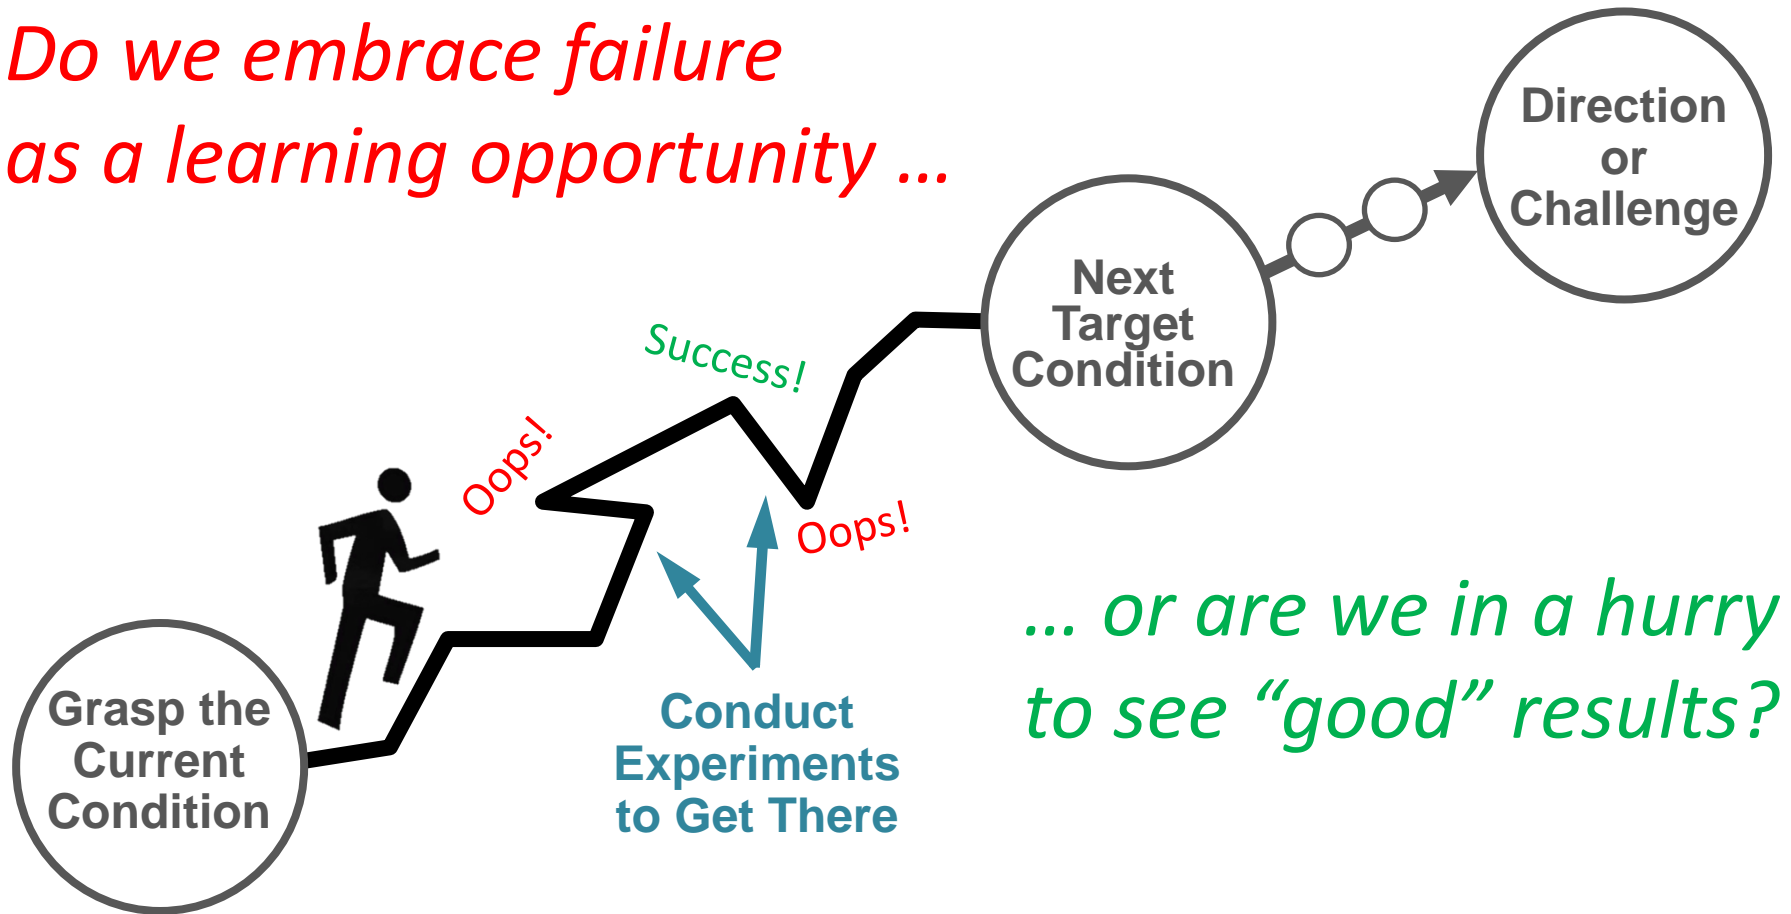 Do we embrace failure
as a learning opportunity ...
Direction
or
Challenge
Next
Target
Condition
Success!
Oops!
Oops!
... or are we in a hurry
to see “good” results?
Grasp the
Current
Condition
Conduct
Experiments
to Get There